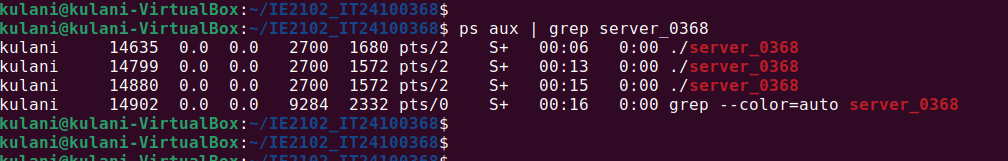 kulani@kulani-VirtualBox:~/IE2102_IT24100368$
kulani@kulani-VirtualBox:~/IE2102_IT24100368$ ps aux | grep server_0368
kulani     14635  0.0  0.0   2700  1680 pts/2    S+   00:06   0:00 ./server_0368
kulani     14799  0.0  0.0   2700  1572 pts/2    S+   00:13   0:00 ./server_0368
kulani     14880  0.0  0.0   2700  1572 pts/2    S+   00:15   0:00 ./server_0368
kulani     14902  0.0  0.0   9284  2332 pts/0    S+   00:16   0:00 grep --color=auto server_0368
kulani@kulani-VirtualBox:~/IE2102_IT24100368$
kulani@kulani-VirtualBox:~/IE2102_IT24100368$
kulani@kulani-VirtualBox:~/IE2102_IT24100368$